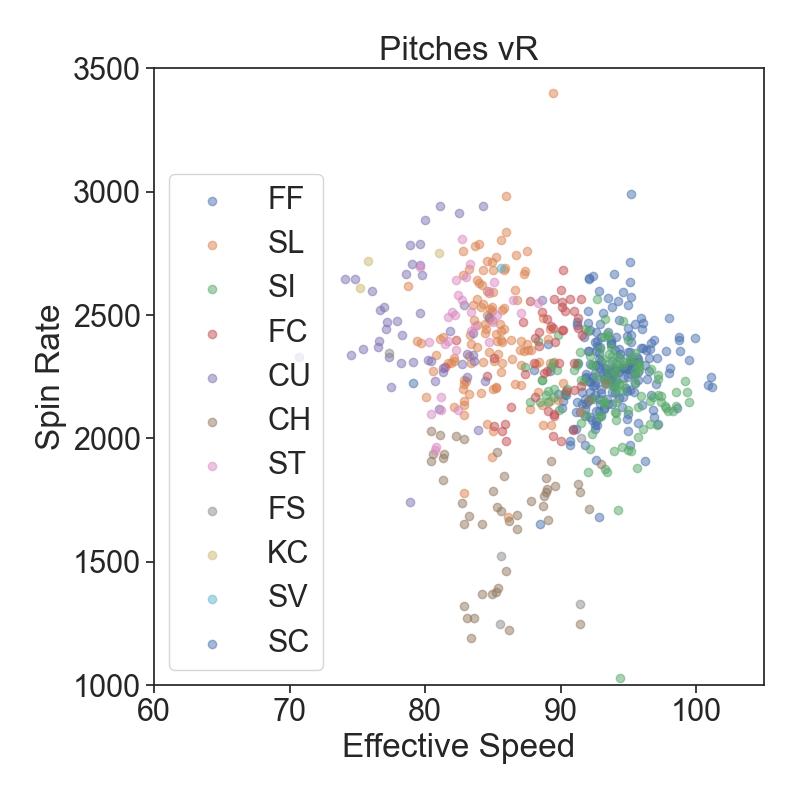 Pitches vR
3500
3000
2500
2000
1500
1000
Spin Rate
FF
SL
SI
FC
CU
CH
ST
FS
KC
SV
SC
60 70 80 90 100
Effective Speed